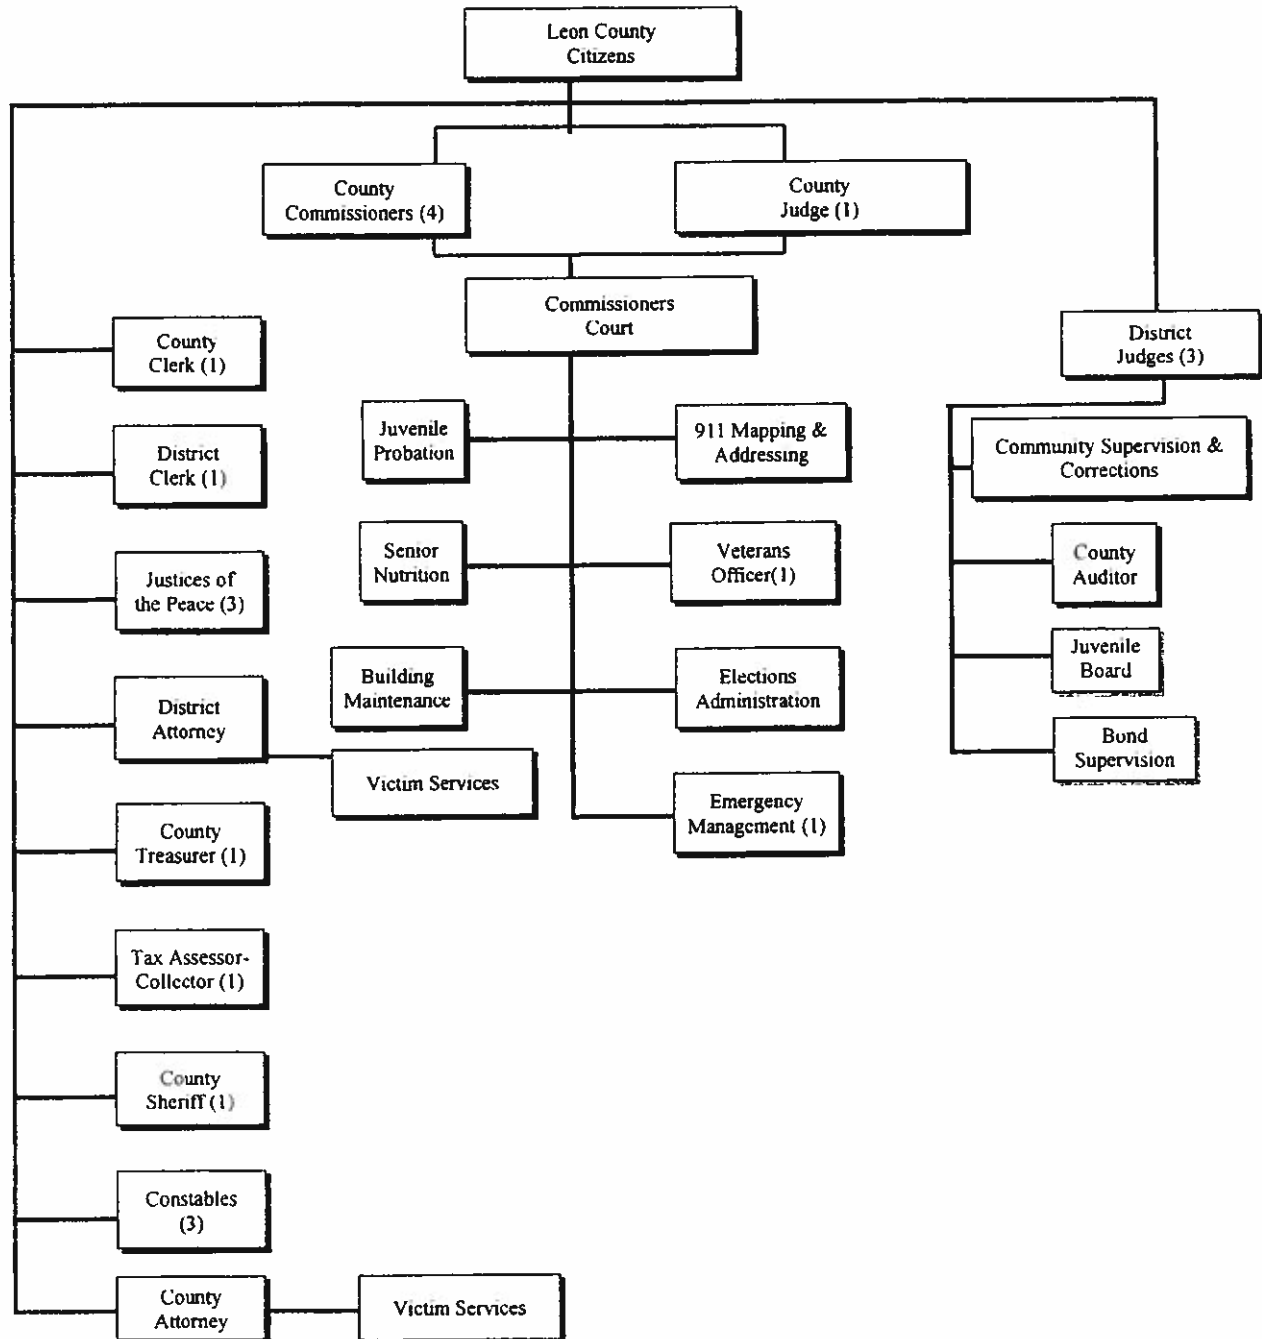 Leon County
Citizens
County
Commissioners (4)
County
Judge (1)
Commissioners
Court
County
Clerk (1)
District
Clerk (1)
Justices of
the Peace (3)
District
Attorney
Victim Services
County
Treasurer (1)
Tax Assessor-
Collector (1)
County
Sheriff (1)
Constables
(3)
County
Attorney
Victim Services
Juvenile
Probation
911 Mapping &
Addressing
Senior
Nutrition
Veterans
Officer(1)
Building
Maintenance
Elections
Administration
Emergency
Management (1)
District
Judges (3)
Community Supervision &
Corrections
County
Auditor
Juvenile
Board
Bond
Supervision